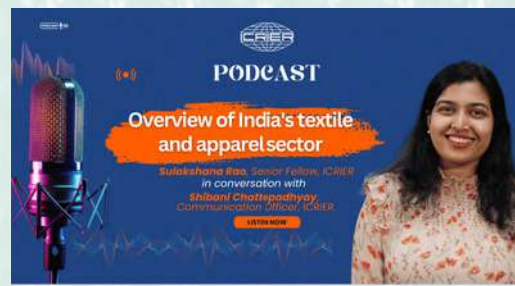 ICRIER
PODCAST
Overview of India's textile
and apparel sector
Sulakshana Rao, Senior Fellow, ICRIER
in conversation with
Shibani Chattopadhyay,
Communication Officer, ICRIER
LISTEN NOW